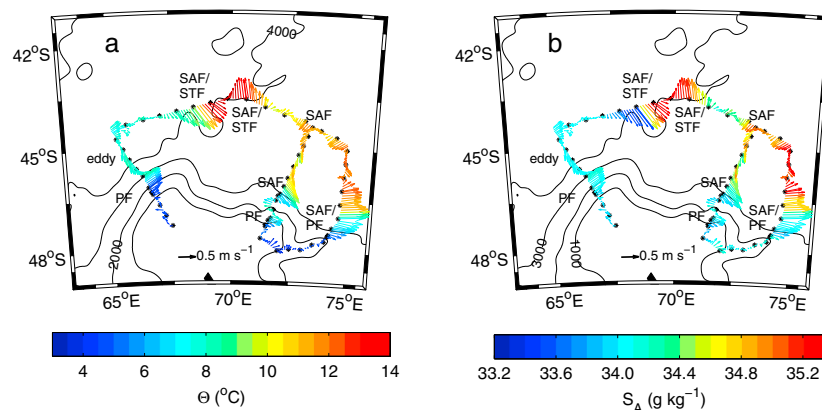 a
42°S
45°S
48°S
4000
SAF/
STF
SAF/
STF
SAF
eddy
PF
SAF
PF
SAF/
PF
2000
0.5 m s⁻¹
65°E
70°E
75°E
4 6 8 10 12 14
Θ (°C)
b
42°S
45°S
48°S
SAF/
STF
SAF/
STF
SAF
eddy
PF
SAF
PF
SAF/
PF
3000
1000
0.5 m s⁻¹
65°E
70°E
75°E
33.2 33.6 34.0 34.4 34.8 35.2
S_A (g kg⁻¹)